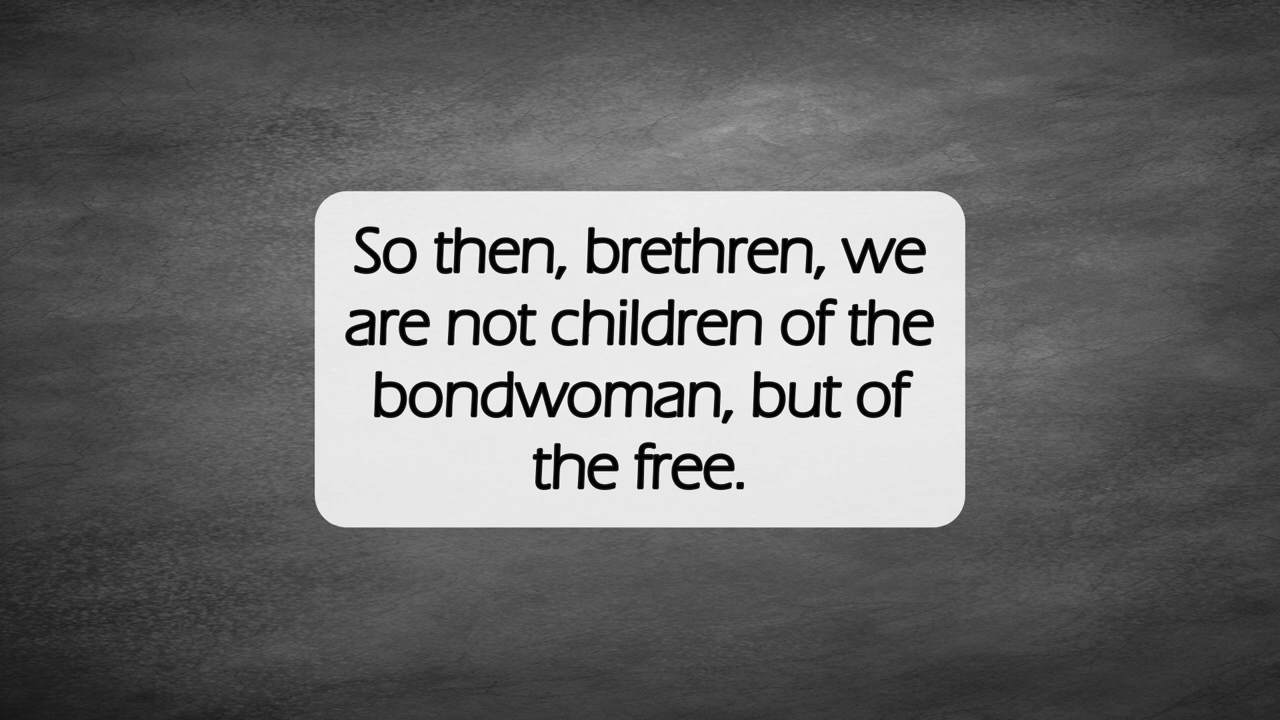 So then, brethren, we
are not children of the
bondwoman, but of
the free.